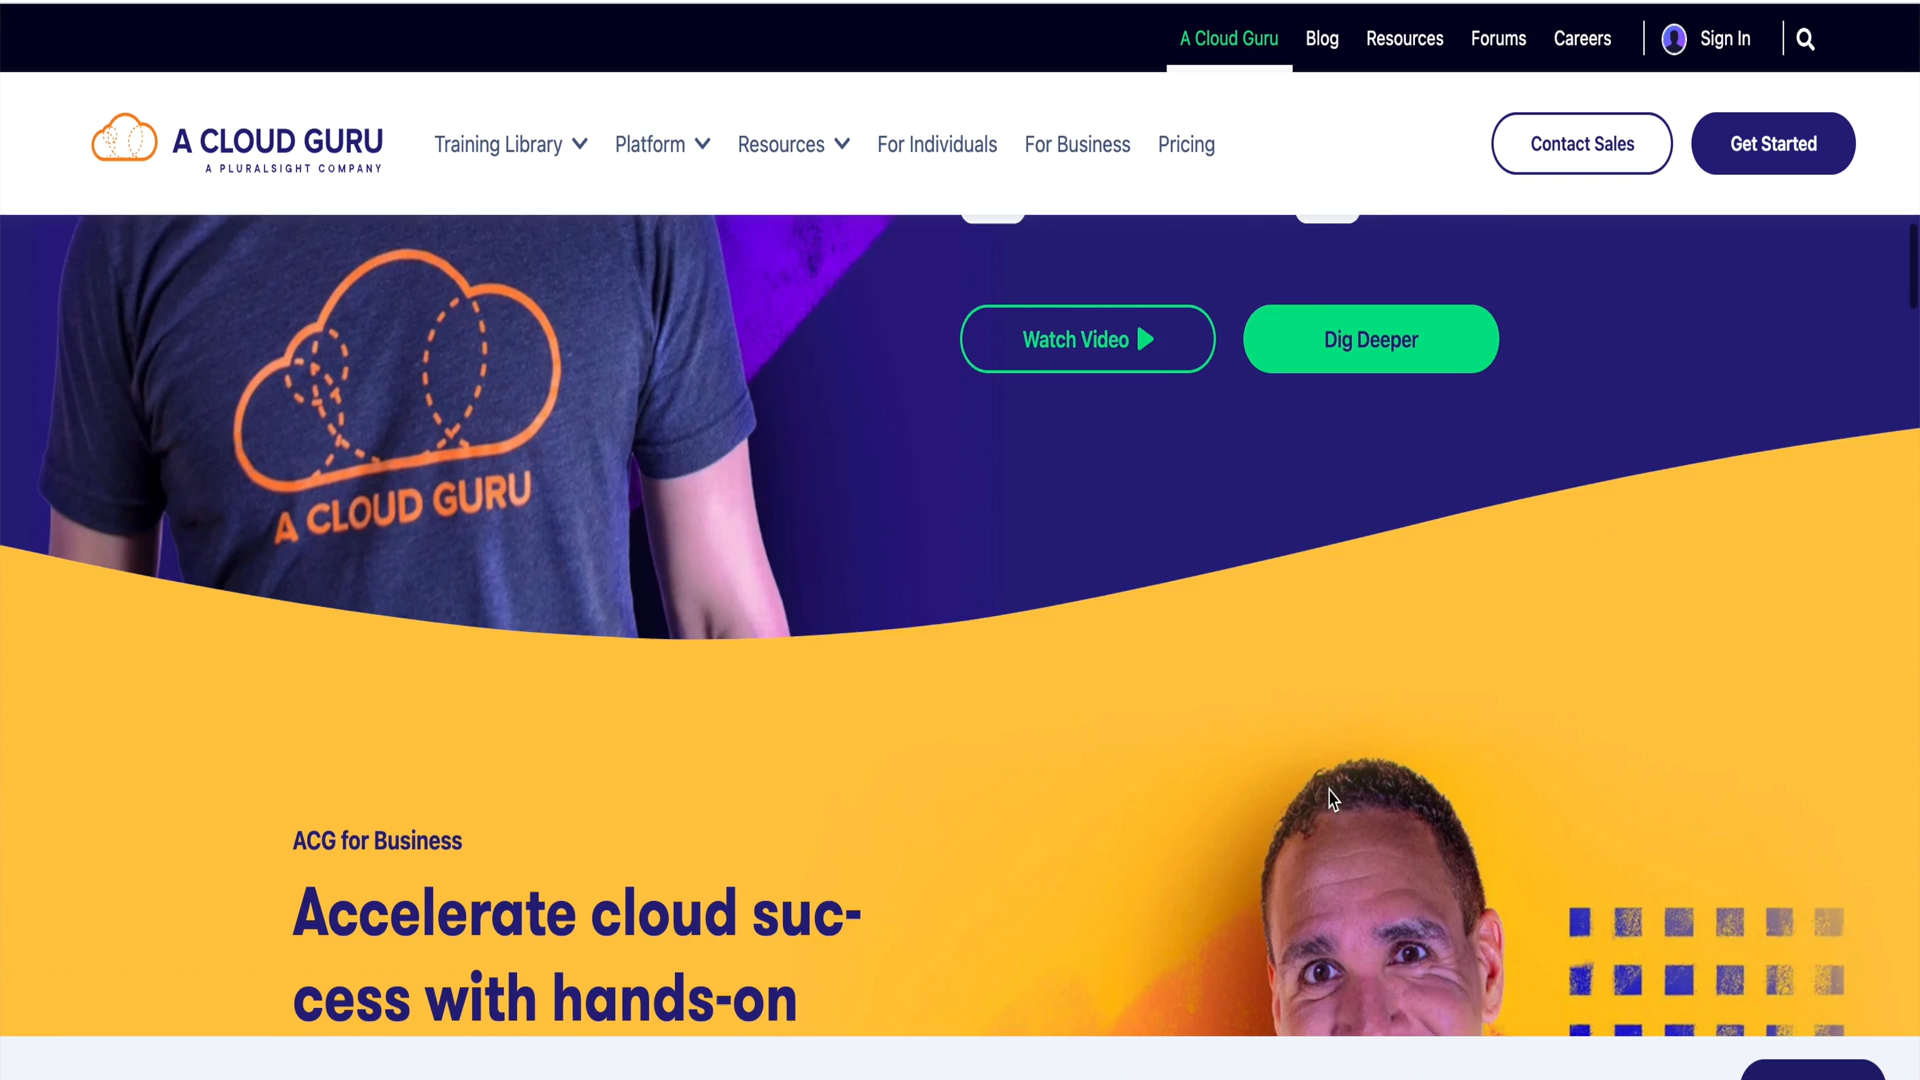 A Cloud Guru Blog Resources Forums Careers Sign In
A CLOUD GURU
A PLURALSIGHT COMPANY
Training Library Platform Resources For Individuals For Business Pricing
Contact Sales Get Started
Watch Video Dig Deeper
A CLOUD GURU
ACG for Business
Accelerate cloud suc-
cess with hands-on